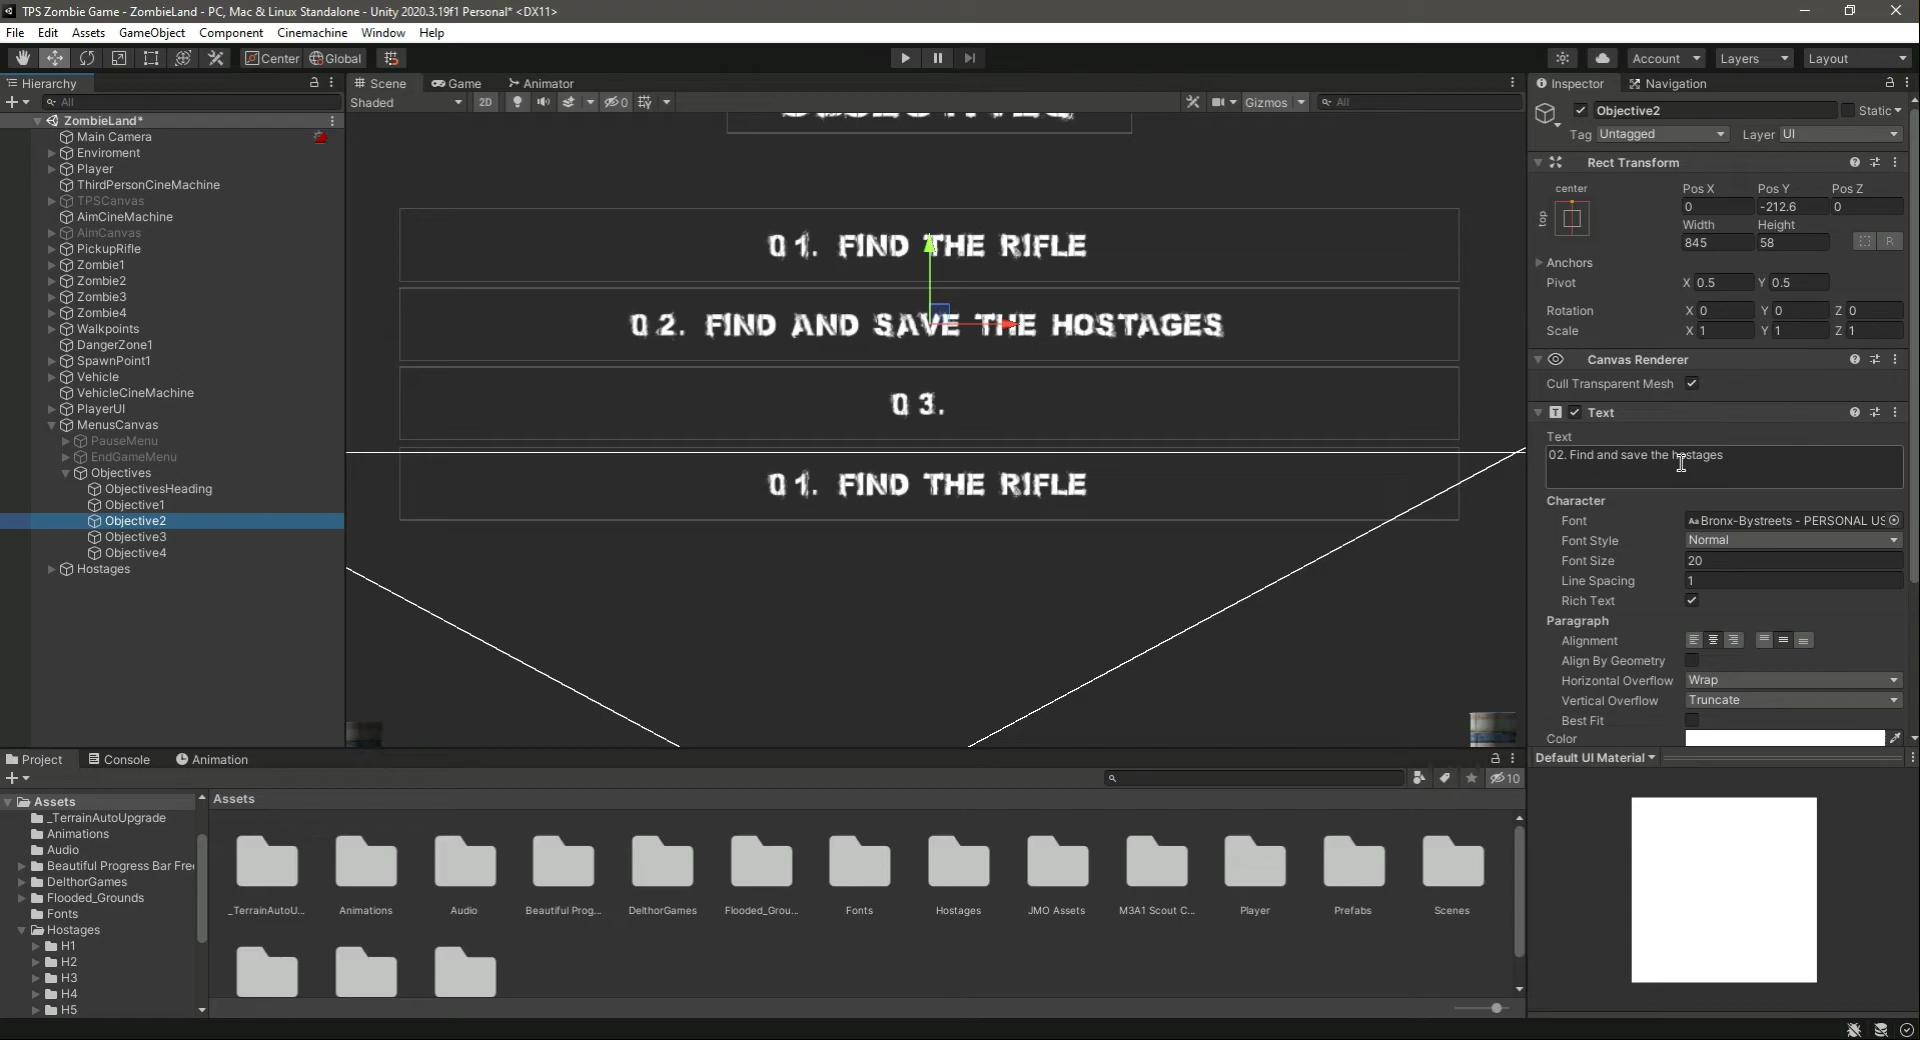 TPS Zombie Game - ZombieLand - PC, Mac & Linux Standalone - Unity 2020.3.19f1 Personal* <DX11>
File Edit Assets GameObject Component Cinemachine Window Help
Center Global Account Layers Layout
Hierarchy
All
ZombieLand*
Main Camera
Enviroment
Player
ThirdPersonCineMachine
TPSCanvas
AimCineMachine
AimCanvas
PickupRifle
Zombie1
Zombie2
Zombie3
Zombie4
Walkpoints
DangerZone1
SpawnPoint1
Vehicle
VehicleCineMachine
PlayerUI
MenusCanvas
PauseMenu
EndGameMenu
Objectives
ObjectivesHeading
Objective1
Objective2
Objective3
Objective4
Hostages
Scene Game Animator
Shaded 2D 0 Gizmos All
01. FIND THE RIFLE
02. FIND AND SAVE THE HOSTAGES
03.
01. FIND THE RIFLE
Inspector Navigation
Objective2 Static
Tag Untagged Layer UI
Rect Transform
center Pos X Pos Y Pos Z
top 0 -212.6 0
Width Height
845 58 R
Anchors
Pivot X 0.5 Y 0.5
Rotation X 0 Y 0 Z 0
Scale X 1 Y 1 Z 1
Canvas Renderer
Cull Transparent Mesh
T Text
Text
02. Find and save the hostages
Character
Font Aa Bronx-Bystreets - PERSONAL US
Font Style Normal
Font Size 20
Line Spacing 1
Rich Text
Paragraph
Alignment
Align By Geometry
Horizontal Overflow Wrap
Vertical Overflow Truncate
Best Fit
Color
Default UI Material
Project Console Animation
10
Assets
_TerrainAutoUpgrade
Animations
Audio
Beautiful Progress Bar Free
DelthorGames
Flooded_Grounds
Fonts
Hostages
H1
H2
H3
H4
H5
Assets
_TerrainAutoU... Animations Audio Beautiful Prog... DelthorGames Flooded_Grou... Fonts Hostages JMO Assets M3A1 Scout C... Player Prefabs Scenes